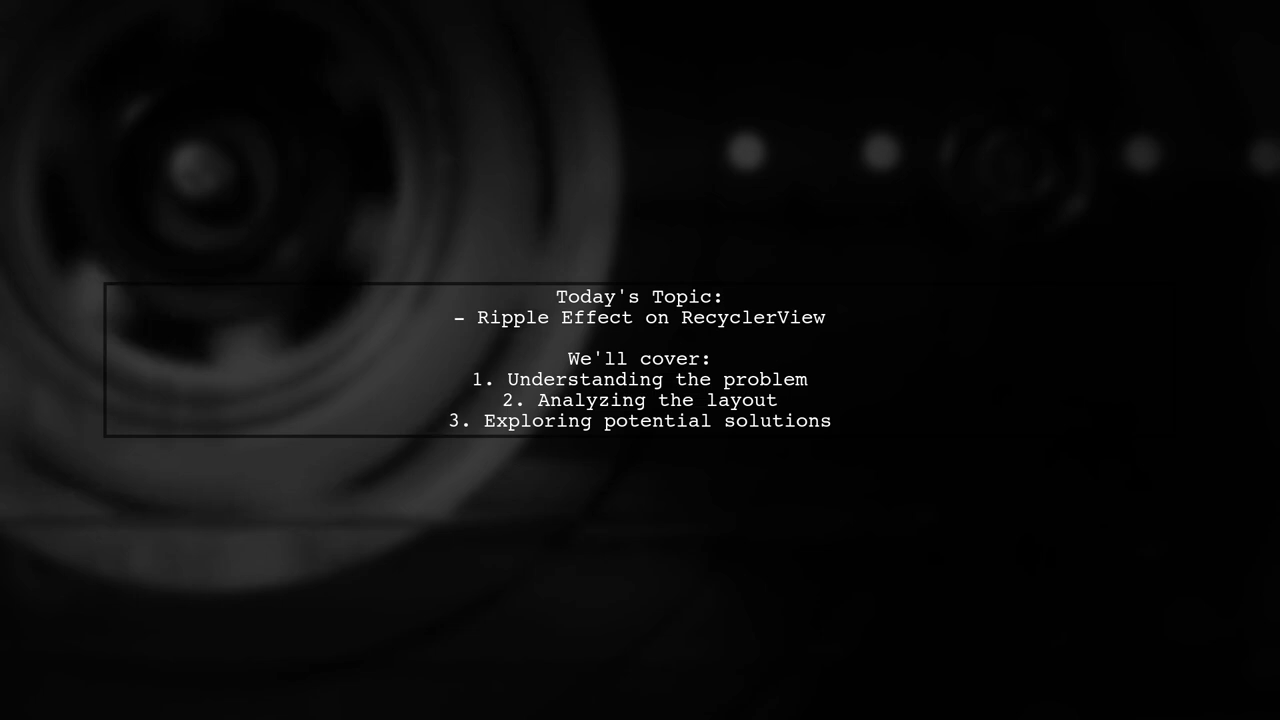 Today's Topic:
- Ripple Effect on RecyclerView
We'll cover:
1. Understanding the problem
2. Analyzing the layout
3. Exploring potential solutions